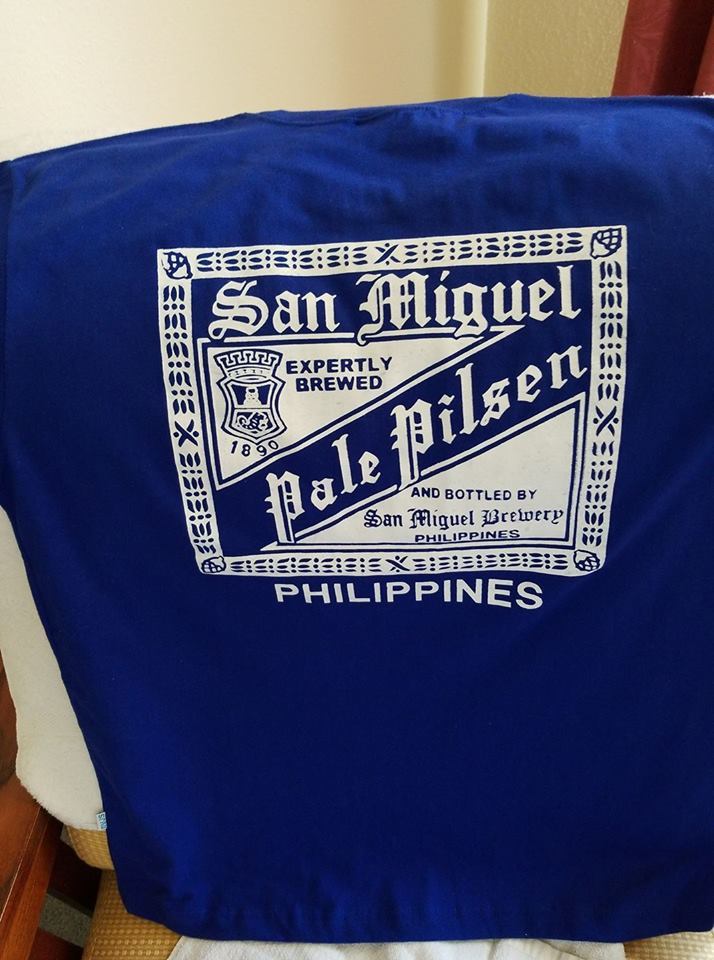 San Miguel
EXPERTLY
BREWED
1890
Pale Pilsen
AND BOTTLED BY
San Miguel Brewery
PHILIPPINES
PHILIPPINES